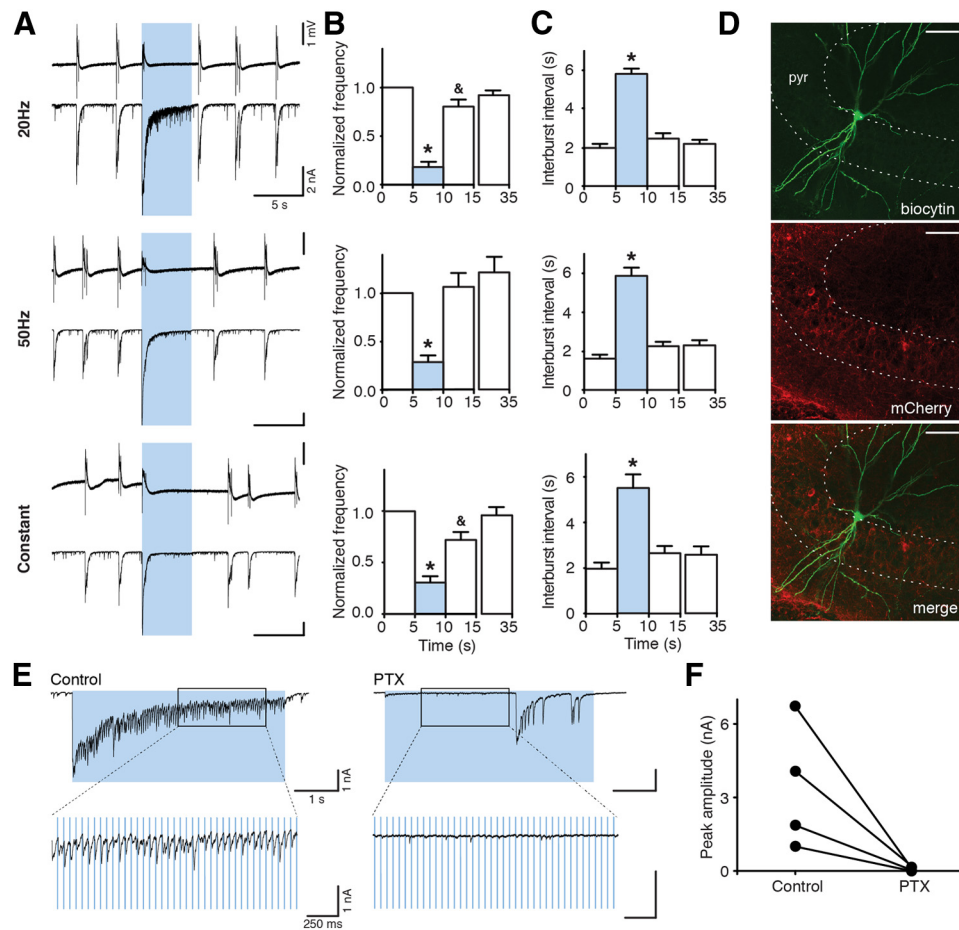 A
1 mV
20Hz
2 nA
5 s
50Hz
Constant
B
Normalized frequency
1.0
&
0.5
*
0.0
0 5 10 15 35
Normalized frequency
1.0
0.5
*
0.0
0 5 10 15 35
Normalized frequency
1.0
&
0.5
*
0.0
0 5 10 15 35
Time (s)
C
Interburst interval (s)
6
*
4
2
0
0 5 10 15 35
Interburst interval (s)
6
*
4
2
0
0 5 10 15 35
Interburst interval (s)
6
*
4
2
0
0 5 10 15 35
Time (s)
D
pyr
biocytin
mCherry
merge
E
Control
1 nA
1 s
1 nA
250 ms
PTX
F
Peak amplitude (nA)
6
3
0
Control
PTX